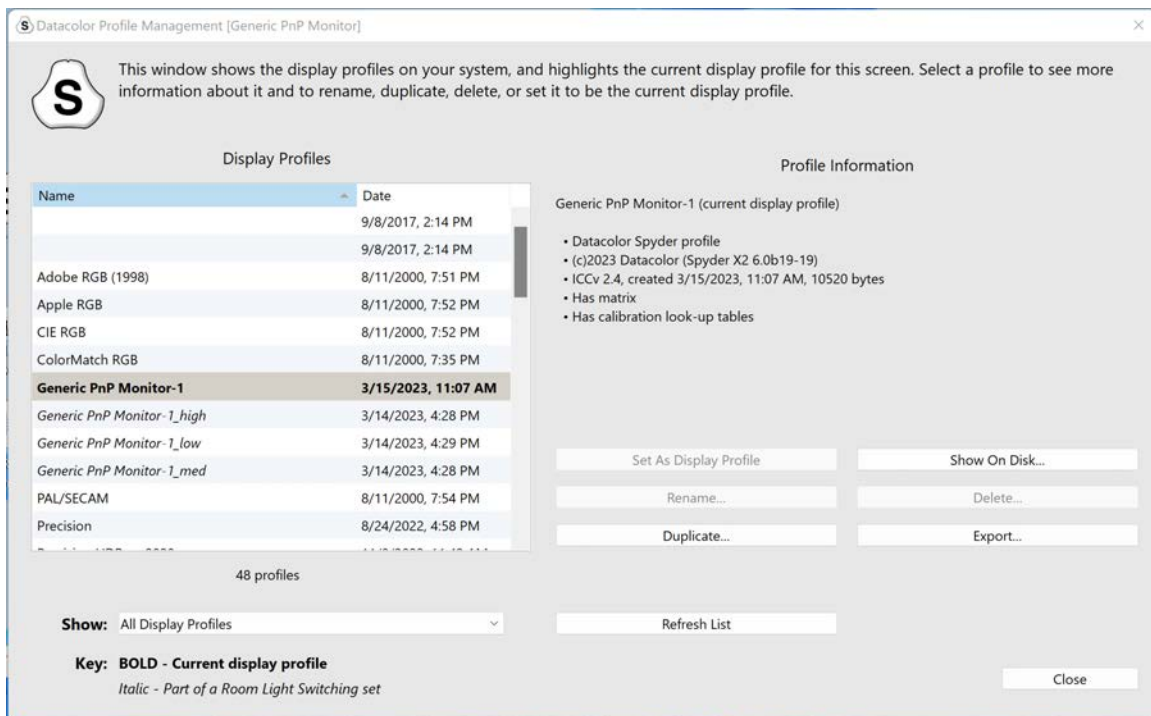 Datacolor Profile Management [Generic PnP Monitor]
S
This window shows the display profiles on your system, and highlights the current display profile for this screen. Select a profile to see more
information about it and to rename, duplicate, delete, or set it to be the current display profile.
Display Profiles
Name Date
9/8/2017, 2:14 PM
9/8/2017, 2:14 PM
Adobe RGB (1998) 8/11/2000, 7:51 PM
Apple RGB 8/11/2000, 7:52 PM
CIE RGB 8/11/2000, 7:52 PM
ColorMatch RGB 8/11/2000, 7:35 PM
Generic PnP Monitor-1 3/15/2023, 11:07 AM
Generic PnP Monitor-1_high 3/14/2023, 4:28 PM
Generic PnP Monitor-1_low 3/14/2023, 4:29 PM
Generic PnP Monitor-1_med 3/14/2023, 4:28 PM
PAL/SECAM 8/11/2000, 7:54 PM
Precision 8/24/2022, 4:58 PM
48 profiles
Show: All Display Profiles
Key: BOLD - Current display profile
Italic - Part of a Room Light Switching set
Profile Information
Generic PnP Monitor-1 (current display profile)
• Datacolor Spyder profile
• (c)2023 Datacolor (Spyder X2 6.0b19-19)
• ICCv 2.4, created 3/15/2023, 11:07 AM, 10520 bytes
• Has matrix
• Has calibration look-up tables
Set As Display Profile Show On Disk...
Rename... Delete...
Duplicate... Export...
Refresh List
Close